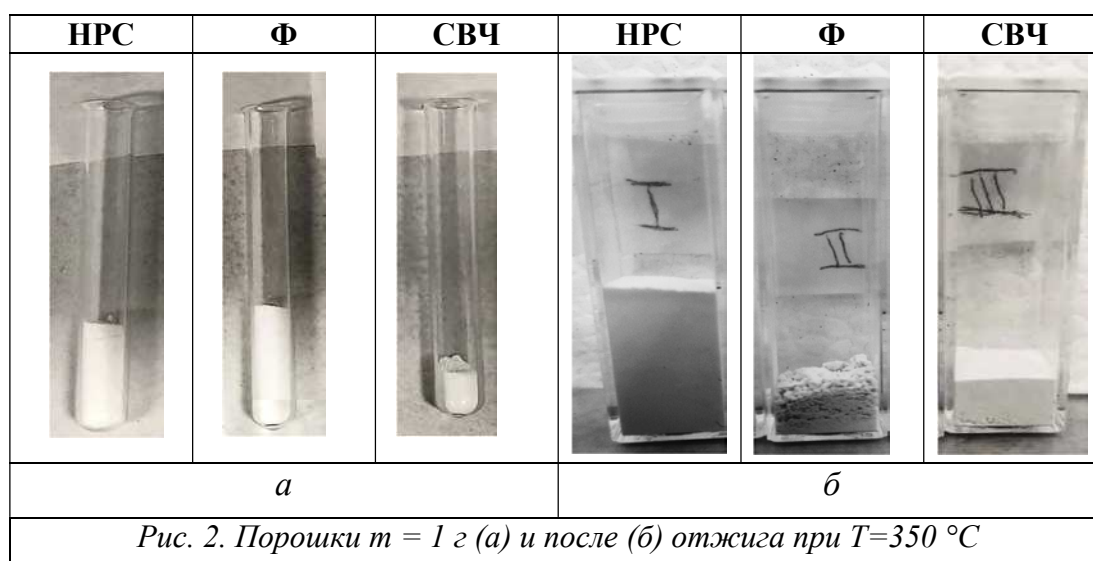 НРС Ф СВЧ НРС Ф СВЧ
I II III
а б
Рис. 2. Порошки m = 1 г (а) и после (б) отжига при T=350 °C